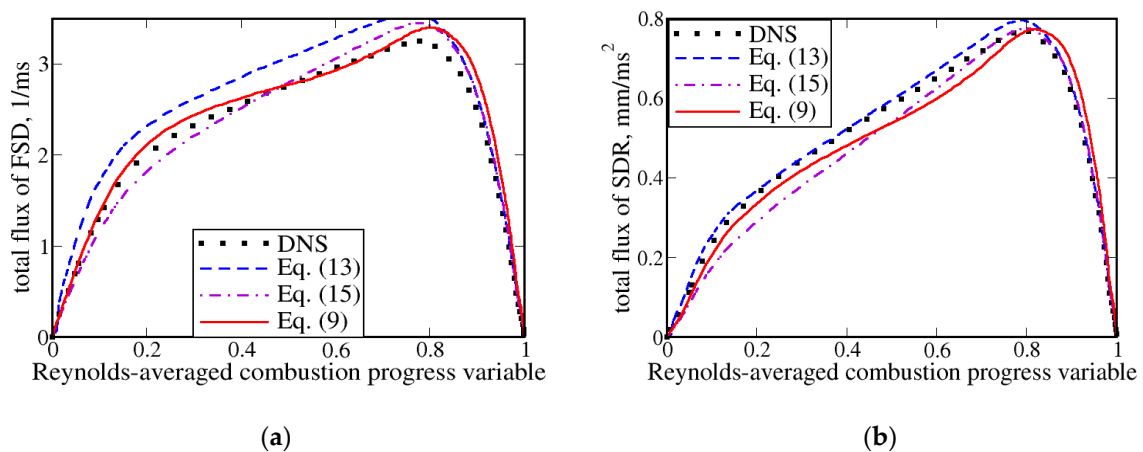 total flux of FSD, 1/ms
3
2
1
0
DNS
Eq. (13)
Eq. (15)
Eq. (9)
0
0.2
0.4
0.6
0.8
1
Reynolds-averaged combustion progress variable
(a)
total flux of SDR, mm/ms²
0.8
0.6
0.4
0.2
0
DNS
Eq. (13)
Eq. (15)
Eq. (9)
0
0.2
0.4
0.6
0.8
1
Reynolds-averaged combustion progress variable
(b)